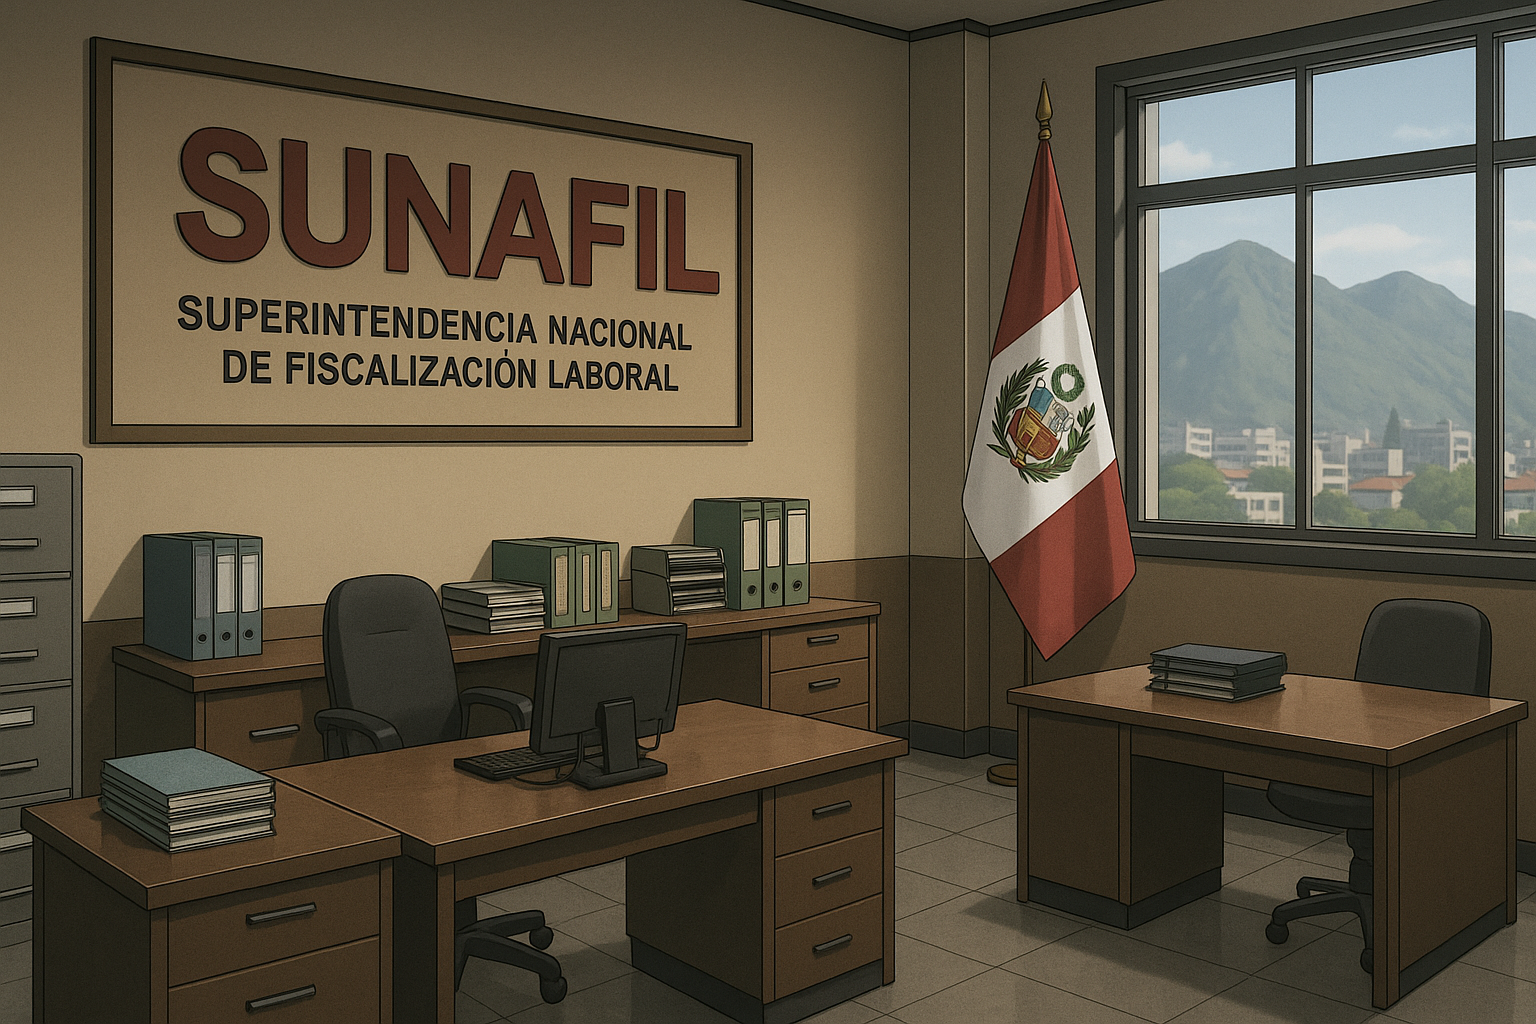 SUNAFIL
SUPERINTENDENCIA NACIONAL
DE FISCALIZACIÓN LABORAL